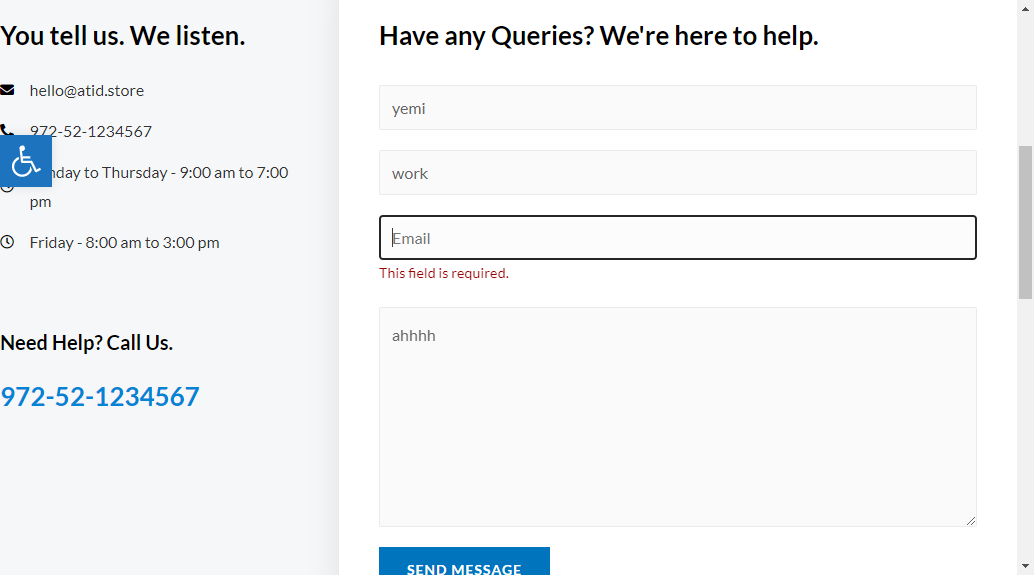 You tell us. We listen.
hello@atid.store
972-52-1234567
to Thursday - 9:00 am to 7:00
pm
Friday - 8:00 am to 3:00 pm
Need Help? Call Us.
972-52-1234567
Have any Queries? We're here to help.
yemi
work
Email
This field is required.
ahhhh
SEND MESSAGE